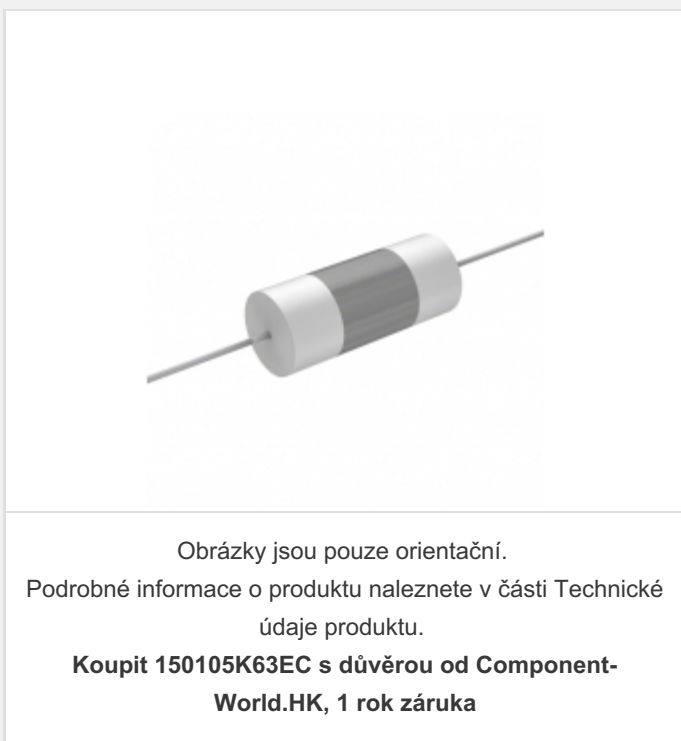 Obrázky jsou pouze orientační.
Podrobné informace o produktu naleznete v části Technické
údaje produktu.
Koupit 150105K63EC s důvěrou od Component-
World.HK, 1 rok záruka